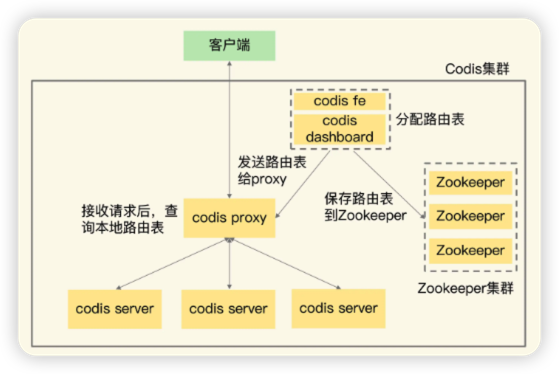 客户端
Codis集群
codis fe
codis
dashboard
分配路由表
发送路由表
给proxy
保存路由表
到Zookeeper
Zookeeper
Zookeeper
Zookeeper
Zookeeper集群
接收请求后，查
询本地路由表
codis proxy
codis server
codis server
codis server